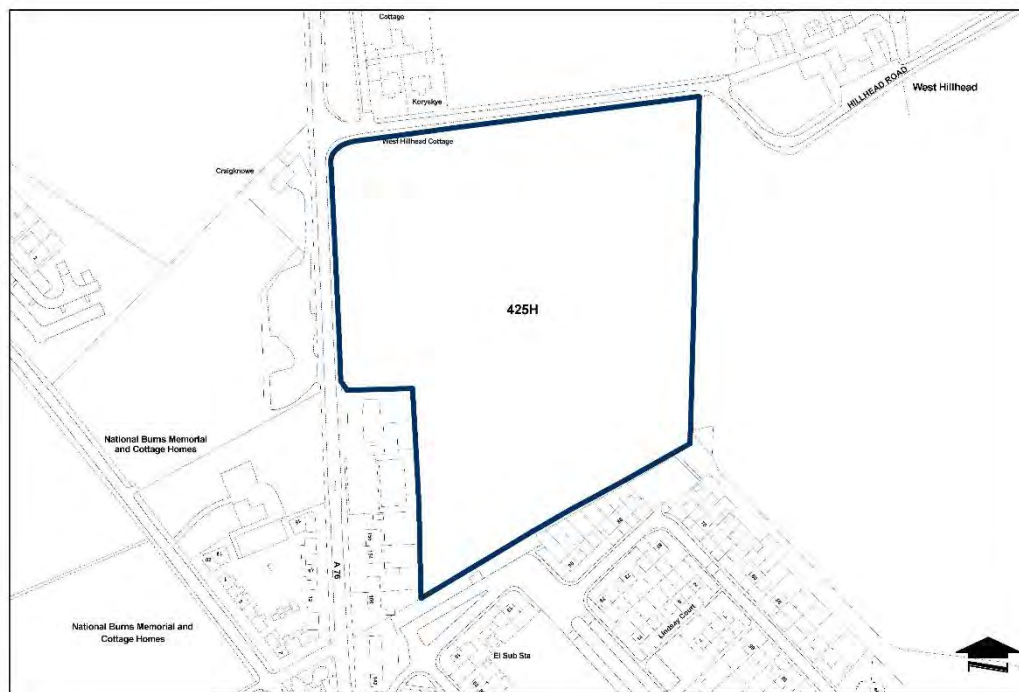 Cottage
Koryskye
HILLHEAD ROAD
West Hillhead
West Hillhead Cottage
Craigknowe
425H
National Burns Memorial
and Cottage Homes
A 76
National Burns Memorial and
Cottage Homes
Lindsay Court
El Sub Sta